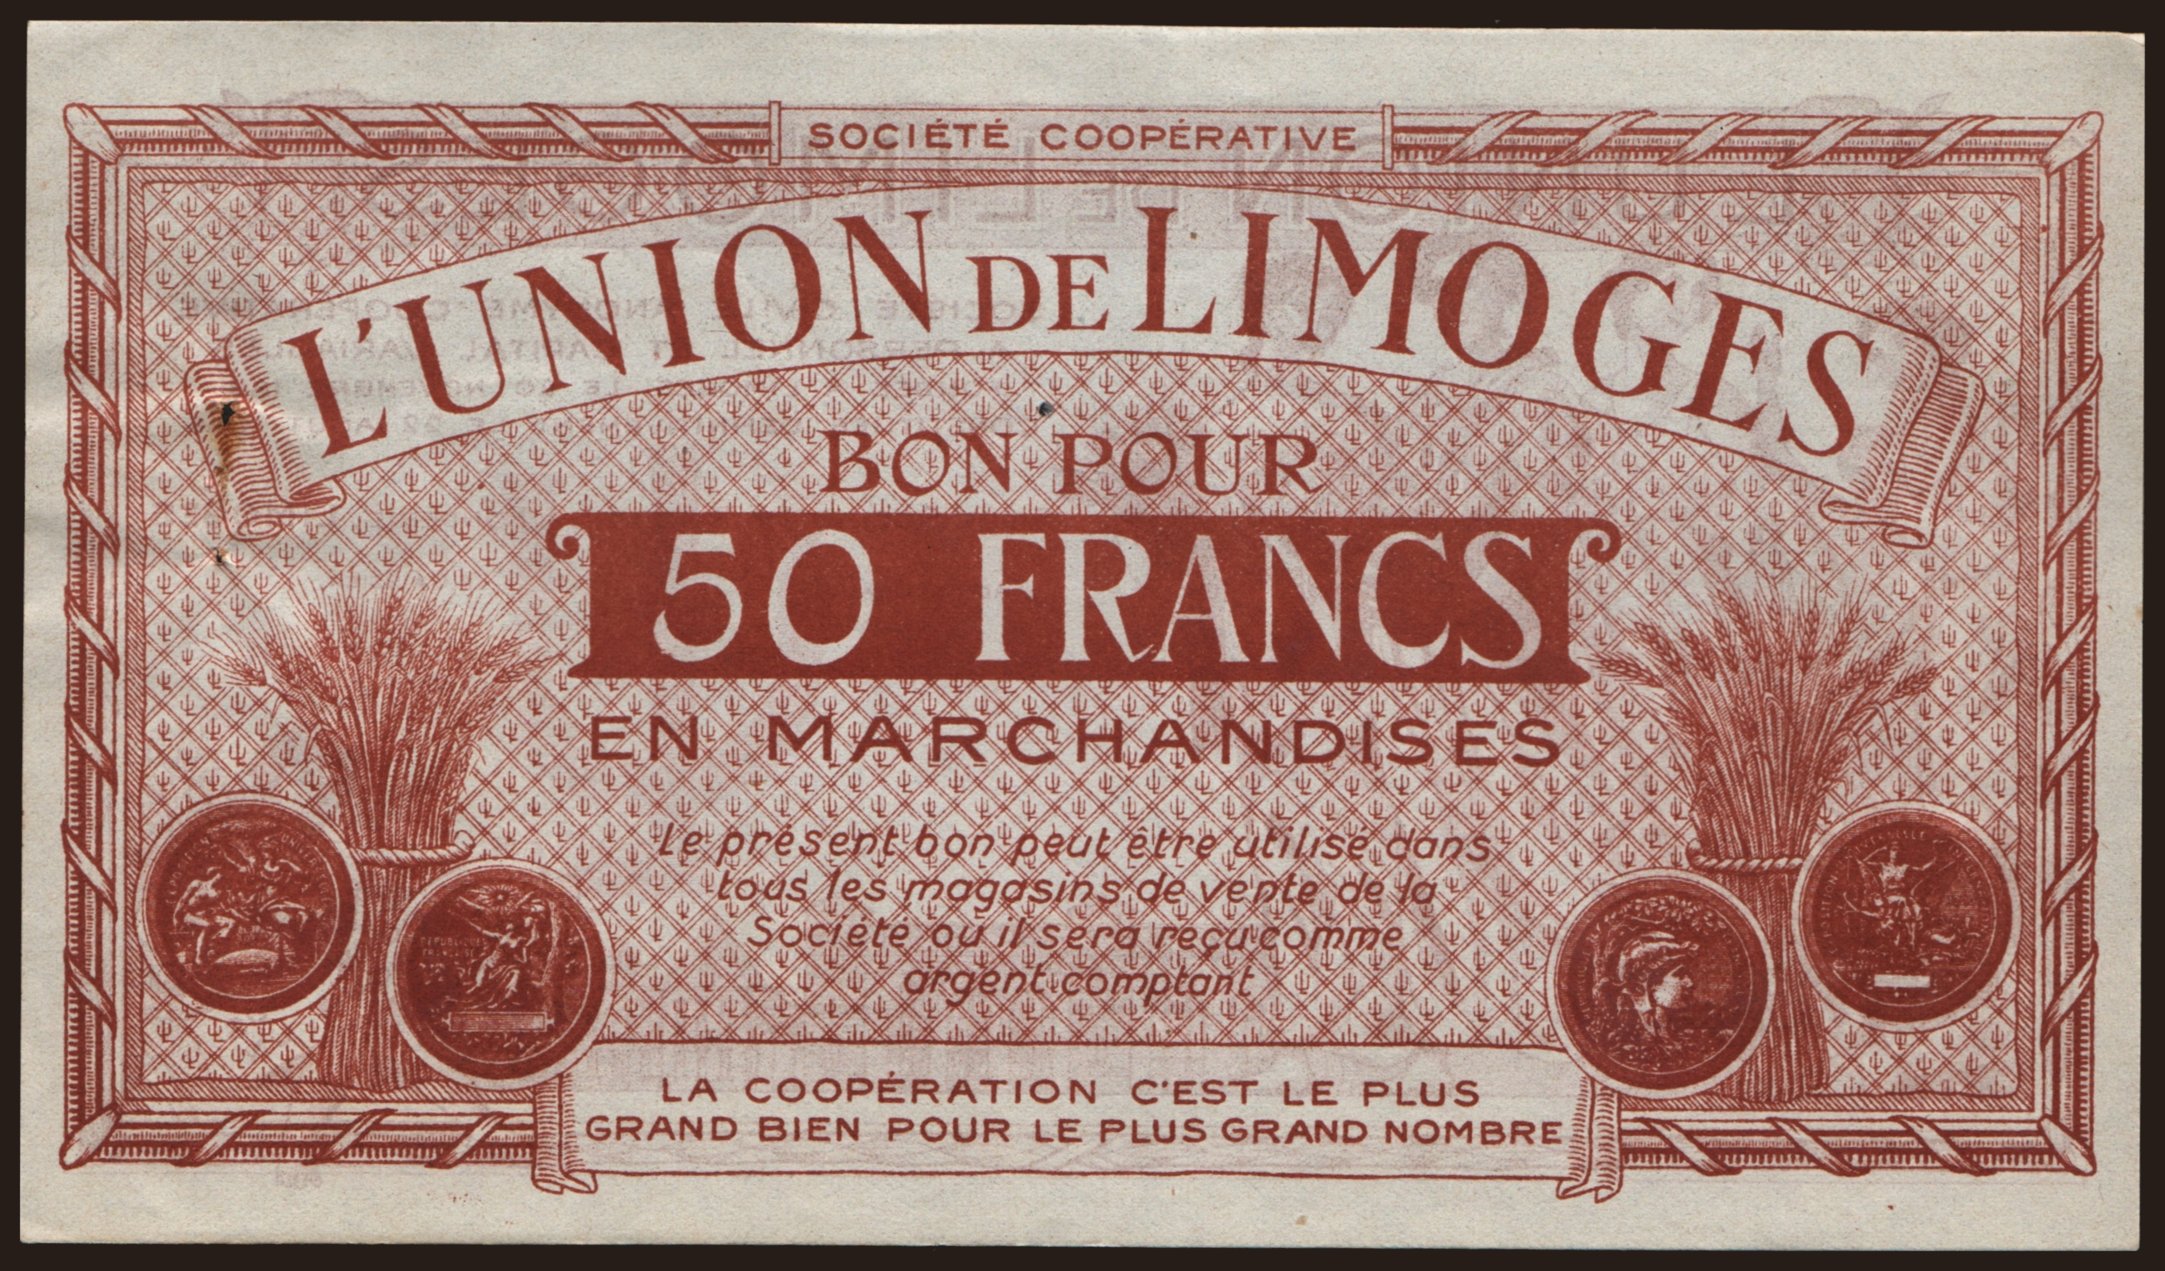 SOCIÉTÉ COOPÉRATIVE
L'UNION DE LIMOGES
BON POUR
50 FRANCS
EN MARCHANDISES
Le présent bon peut être utilisé dans
tous les magasins de vente de la
Société où il sera reçu comme
argent comptant
RÉPUBLIQUE
FRANÇAISE
LA COOPÉRATION C'EST LE PLUS
GRAND BIEN POUR LE PLUS GRAND NOMBRE